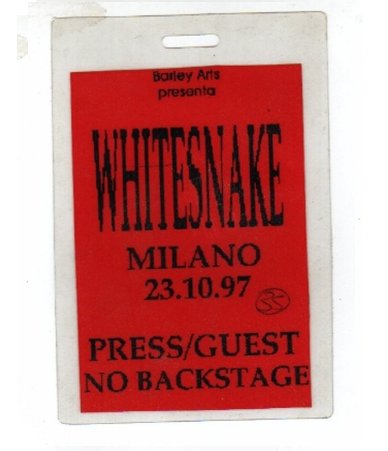 Barley Arts
presenta
WHITESNAKE
MILANO
23.10.97
PRESS/GUEST
NO BACKSTAGE